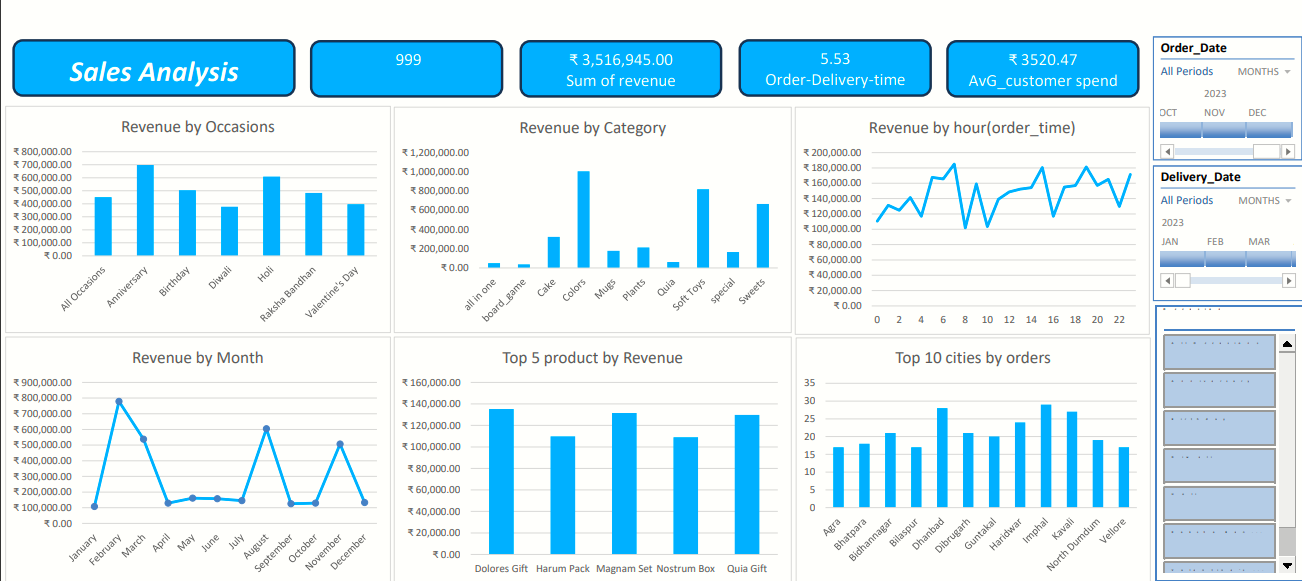 Sales Analysis
999
₹ 3,516,945.00
Sum of revenue
5.53
Order-Delivery-time
₹ 3520.47
AvG_customer spend
Order_Date
All Periods MONTHS
2023
OCT NOV DEC
Delivery_Date
All Periods MONTHS
2023
JAN FEB MAR
Revenue by Occasions
₹ 800,000.00
₹ 700,000.00
₹ 600,000.00
₹ 500,000.00
₹ 400,000.00
₹ 300,000.00
₹ 200,000.00
₹ 100,000.00
₹ 0.00
All Occasions
Anniversary
Birthday
Diwali
Holi
Raksha Bandhan
Valentine's Day
Revenue by Category
₹ 1,200,000.00
₹ 1,000,000.00
₹ 800,000.00
₹ 600,000.00
₹ 400,000.00
₹ 200,000.00
₹ 0.00
all in one
board_game
Cake
Colors
Mugs
Plants
Quia
Soft Toys
special
Sweets
Revenue by hour(order_time)
₹ 200,000.00
₹ 180,000.00
₹ 160,000.00
₹ 140,000.00
₹ 120,000.00
₹ 100,000.00
₹ 80,000.00
₹ 60,000.00
₹ 40,000.00
₹ 20,000.00
₹ 0.00
0 2 4 6 8 10 12 14 16 18 20 22
Revenue by Month
₹ 900,000.00
₹ 800,000.00
₹ 700,000.00
₹ 600,000.00
₹ 500,000.00
₹ 400,000.00
₹ 300,000.00
₹ 200,000.00
₹ 100,000.00
₹ 0.00
January
February
March
April
May
June
July
August
September
October
November
December
Top 5 product by Revenue
₹ 160,000.00
₹ 140,000.00
₹ 120,000.00
₹ 100,000.00
₹ 80,000.00
₹ 60,000.00
₹ 40,000.00
₹ 20,000.00
₹ 0.00
Dolores Gift Harum Pack Magnam Set Nostrum Box Quia Gift
Top 10 cities by orders
35
30
25
20
15
10
5
0
Agra
Bhatpara
Bidhannagar
Bilaspur
Dhanbad
Dibrugarh
Guntakal
Haridwar
Imphal
Kavali
North Dumdum
Vellore